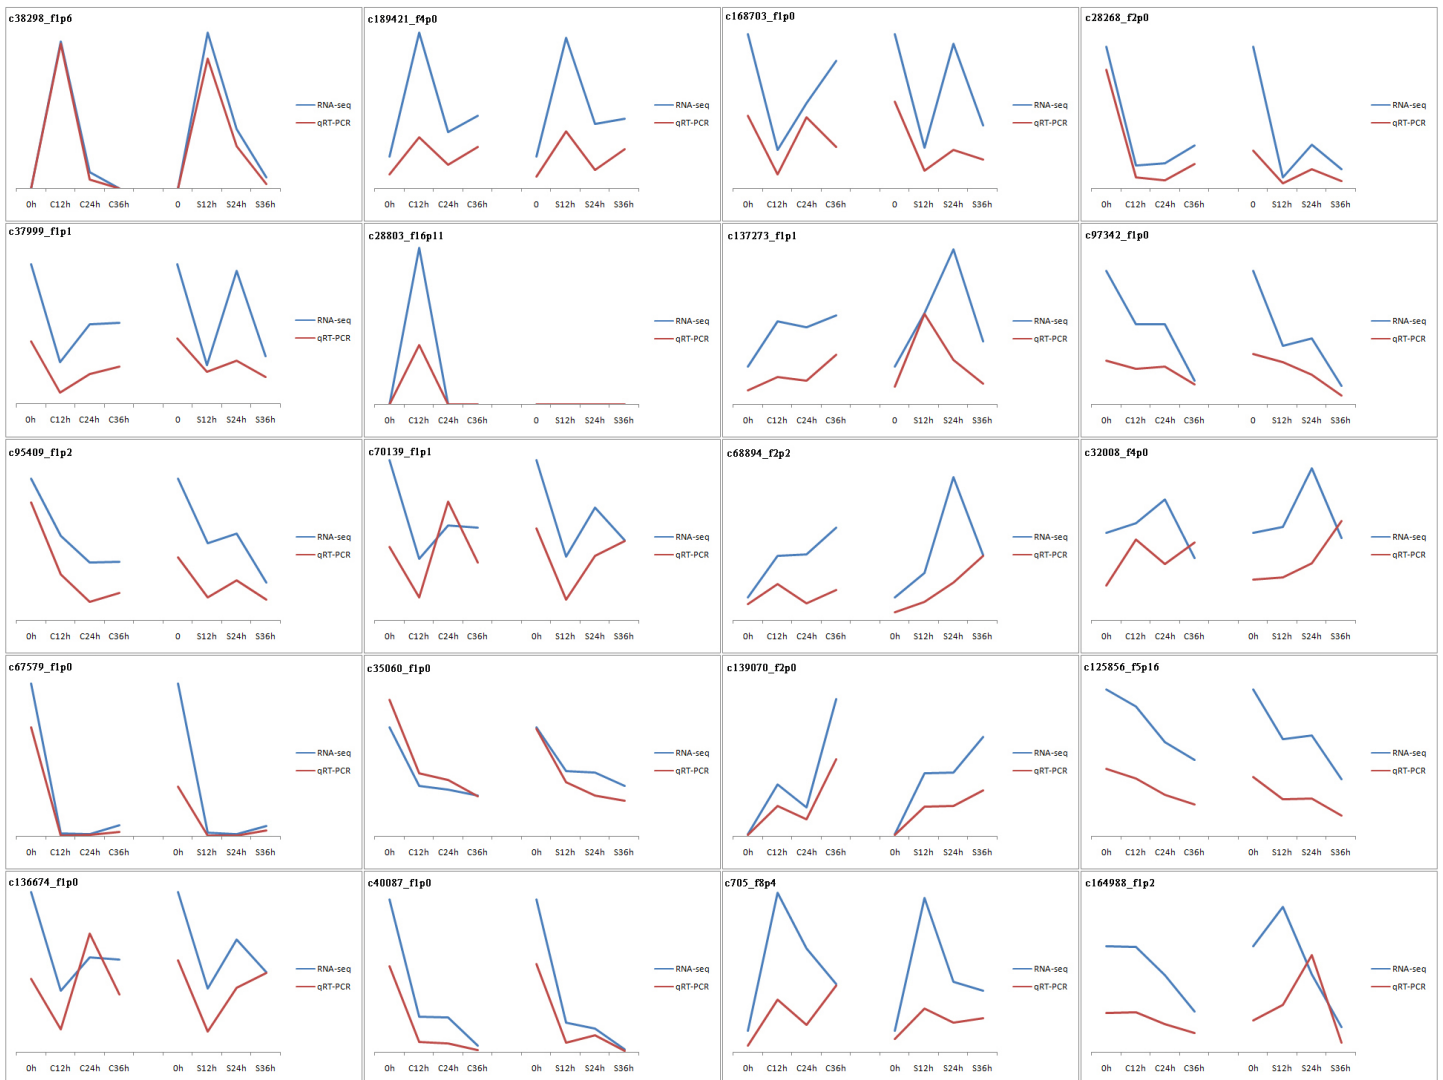 c38298_f1p6
RNA-seq
qRT-PCR
0h C12h C24h C36h 0 S12h S24h S36h
c189421_f4p0
RNA-seq
qRT-PCR
0h C12h C24h C36h 0 S12h S24h S36h
c168703_f1p0
RNA-seq
qRT-PCR
0h C12h C24h C36h 0 S12h S24h S36h
c28268_f2p0
RNA-seq
qRT-PCR
0h C12h C24h C36h 0 S12h S24h S36h
c37999_f1p1
RNA-seq
qRT-PCR
0h C12h C24h C36h 0 S12h S24h S36h
c28803_f16p11
RNA-seq
qRT-PCR
0h C12h C24h C36h 0 S12h S24h S36h
c137273_f1p1
RNA-seq
qRT-PCR
0h C12h C24h C36h 0h S12h S24h S36h
c97342_f1p0
RNA-seq
qRT-PCR
0h C12h C24h C36h 0h S12h S24h S36h
c95409_f1p2
RNA-seq
qRT-PCR
0h C12h C24h C36h 0 S12h S24h S36h
c70139_f1p1
RNA-seq
qRT-PCR
0h C12h C24h C36h 0h S12h S24h S36h
c68894_f2p2
RNA-seq
qRT-PCR
0h C12h C24h C36h 0h S12h S24h S36h
c32008_f4p0
RNA-seq
qRT-PCR
0h C12h C24h C36h 0h S12h S24h S36h
c67579_f1p0
RNA-seq
qRT-PCR
0h C12h C24h C36h 0h S12h S24h S36h
c35060_f1p0
RNA-seq
qRT-PCR
0h C12h C24h C36h 0h S12h S24h S36h
c139070_f2p0
RNA-seq
qRT-PCR
0h C12h C24h C36h 0h S12h S24h S36h
c125856_f5p16
RNA-seq
qRT-PCR
0h C12h C24h C36h 0h S12h S24h S36h
c136674_f1p0
RNA-seq
qRT-PCR
0h C12h C24h C36h 0h S12h S24h S36h
c40087_f1p0
RNA-seq
qRT-PCR
0h C12h C24h C36h 0h S12h S24h S36h
c705_f8p4
RNA-seq
qRT-PCR
0h C12h C24h C36h 0h S12h S24h S36h
c164988_f1p2
RNA-seq
qRT-PCR
0h C12h C24h C36h 0h S12h S24h S36h